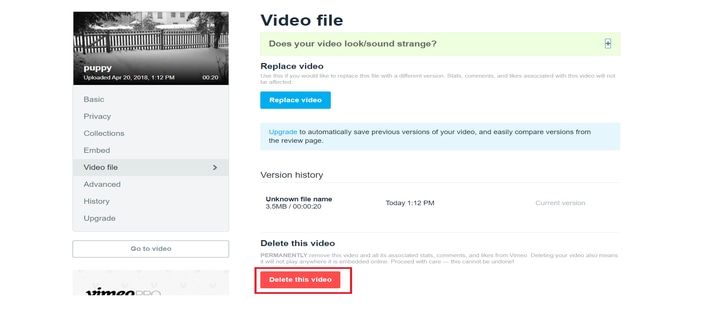 puppy
Uploaded Apr 20, 2018, 1:12 PM 00:20
Basic
Privacy
Collections
Embed
Video file
Advanced
History
Upgrade
Go to video
vimeo PRO
Video file
Does your video look/sound strange? +
Replace video
Use this if you would like to replace this file with a different version. Stats, comments, and likes associated with this video will not
be affected.
Replace video
Upgrade to automatically save previous versions of your video, and easily compare versions from
the review page.
Version history
Unknown file name
3.5MB / 00:00:20
Today 1:12 PM
Current version
Delete this video
PERMANENTLY remove this video and all its associated stats, comments, and likes from Vimeo. Deleting your video also means
it will not play anywhere it is embedded online. Proceed with care — this cannot be undone!
Delete this video